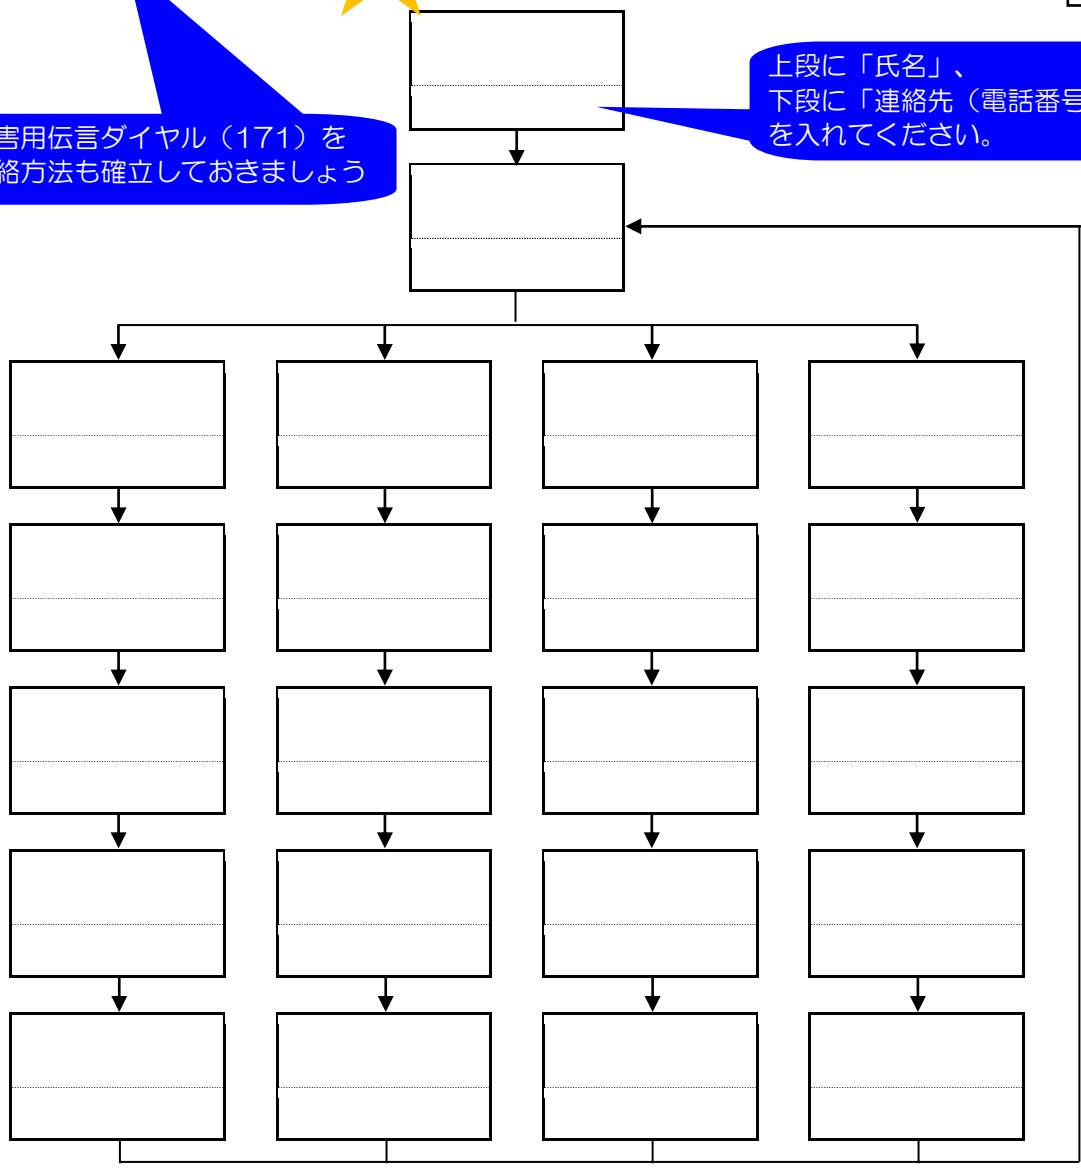 上段に「氏名」、
下段に「連絡先（電話番号
を入れてください。
害用伝言ダイヤル（171）を
絡方法も確立しておきましょう